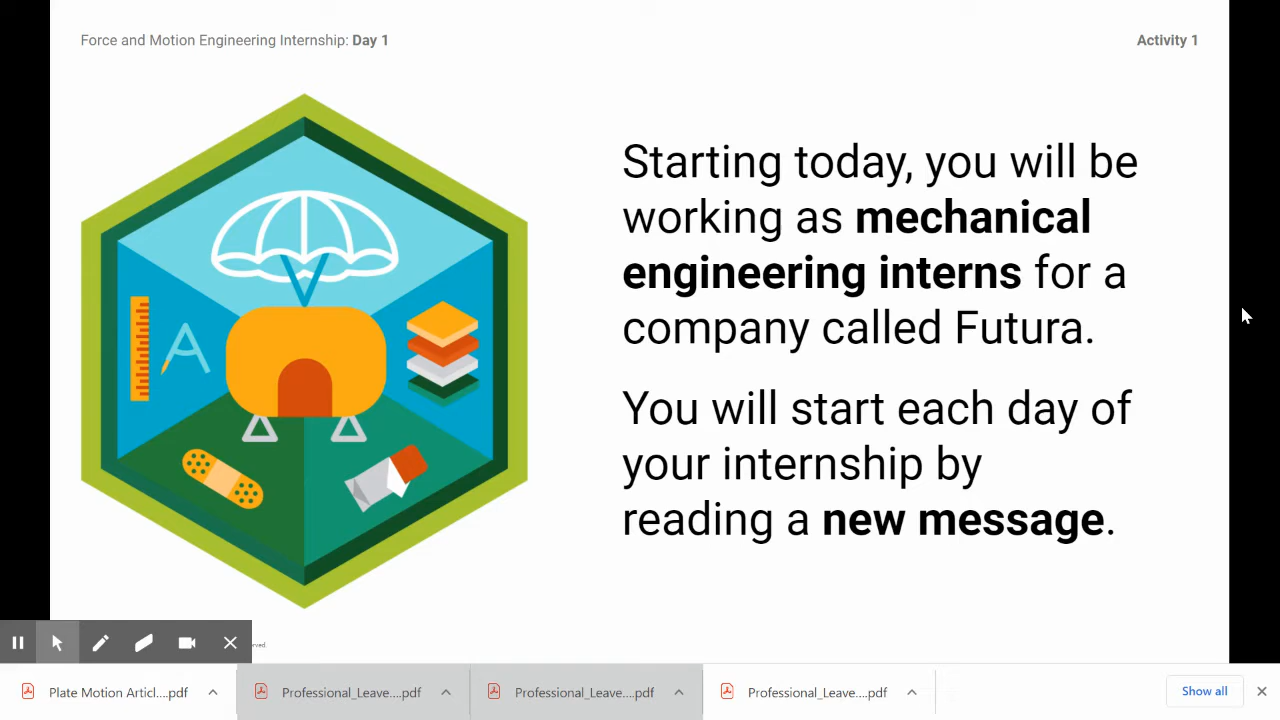 Force and Motion Engineering Internship: Day 1
Activity 1
Starting today, you will be
working as mechanical
engineering interns for a
company called Futura.
You will start each day of
your internship by
reading a new message.
Plate Motion Articl....pdf
Professional_Leave....pdf
Professional_Leave....pdf
Professional_Leave....pdf
Show all